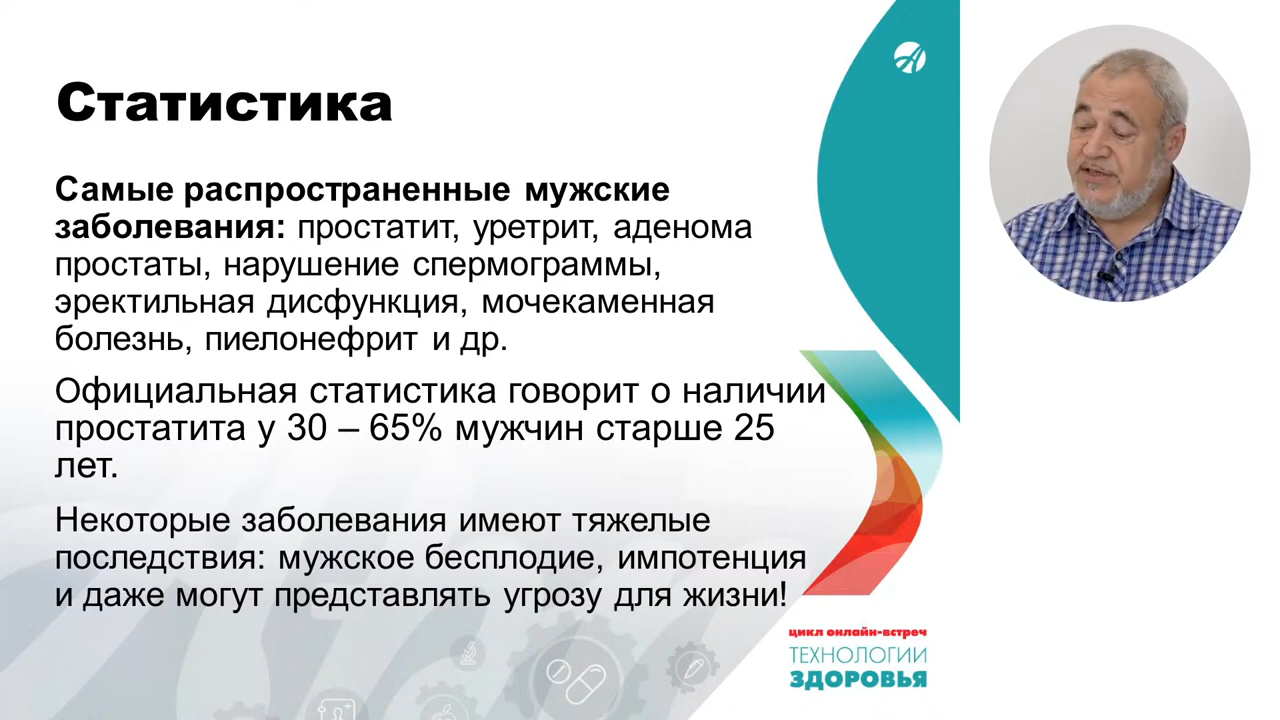 Статистика
Самые распространенные мужские
заболевания: простатит, уретрит, аденома
простаты, нарушение спермограммы,
эректильная дисфункция, мочекаменная
болезнь, пиелонефрит и др.
Официальная статистика говорит о наличии
простатита у 30 – 65% мужчин старше 25
лет.
Некоторые заболевания имеют тяжелые
последствия: мужское бесплодие, импотенция
и даже могут представлять угрозу для жизни!
цикл онлайн-встреч
ТЕХНОЛОГИИ
ЗДОРОВЬЯ